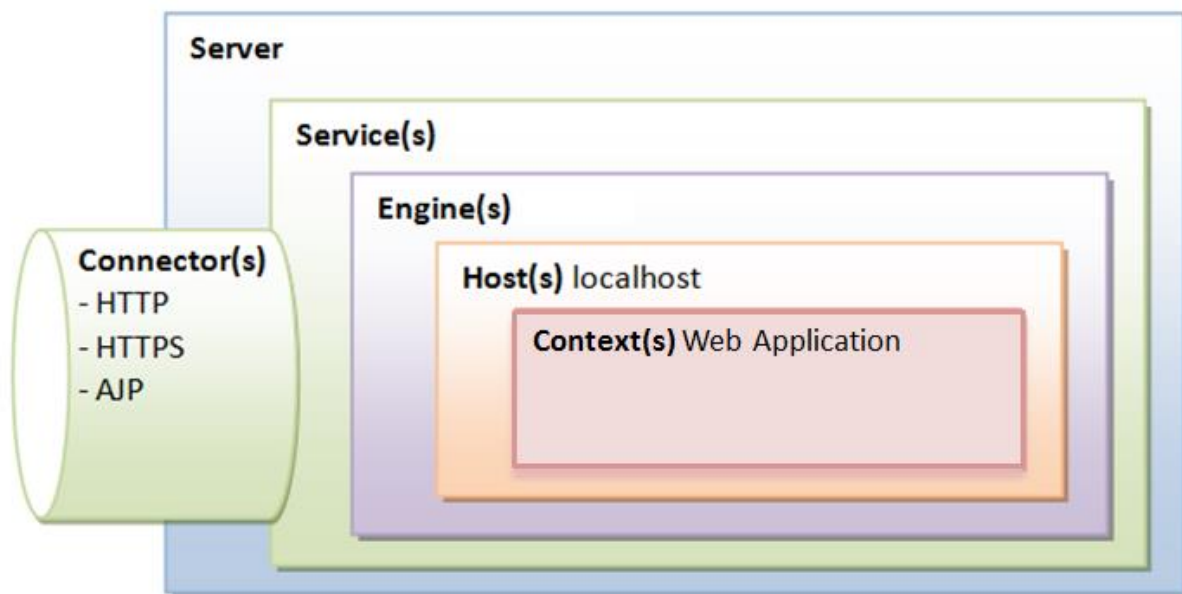 Server
Service(s)
Engine(s)
Connector(s)
- HTTP
- HTTPS
- AJP
Host(s) localhost
Context(s) Web Application